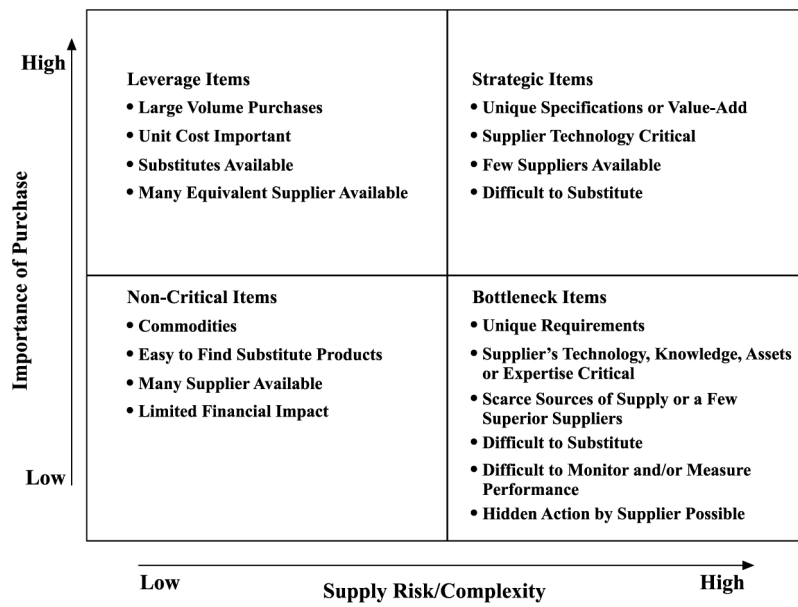 High
Importance of Purchase
Low
Leverage Items
• Large Volume Purchases
• Unit Cost Important
• Substitutes Available
• Many Equivalent Supplier Available
Strategic Items
• Unique Specifications or Value-Add
• Supplier Technology Critical
• Few Suppliers Available
• Difficult to Substitute
Non-Critical Items
• Commodities
• Easy to Find Substitute Products
• Many Supplier Available
• Limited Financial Impact
Bottleneck Items
• Unique Requirements
• Supplier's Technology, Knowledge, Assets
or Expertise Critical
• Scarce Sources of Supply or a Few
Superior Suppliers
• Difficult to Substitute
• Difficult to Monitor and/or Measure
Performance
• Hidden Action by Supplier Possible
Low
Supply Risk/Complexity
High